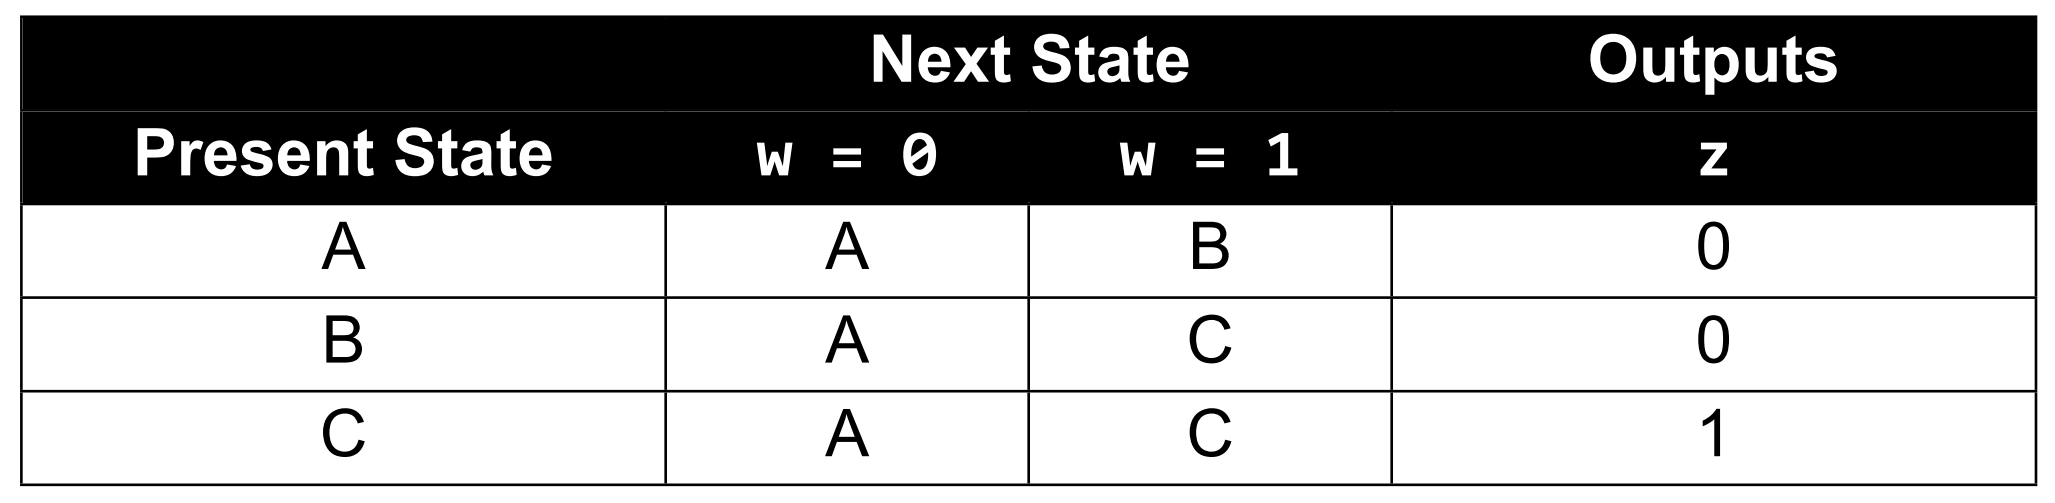 Next State Outputs
Present State w = 0 w = 1 z
A A B 0
B A C 0
C A C 1